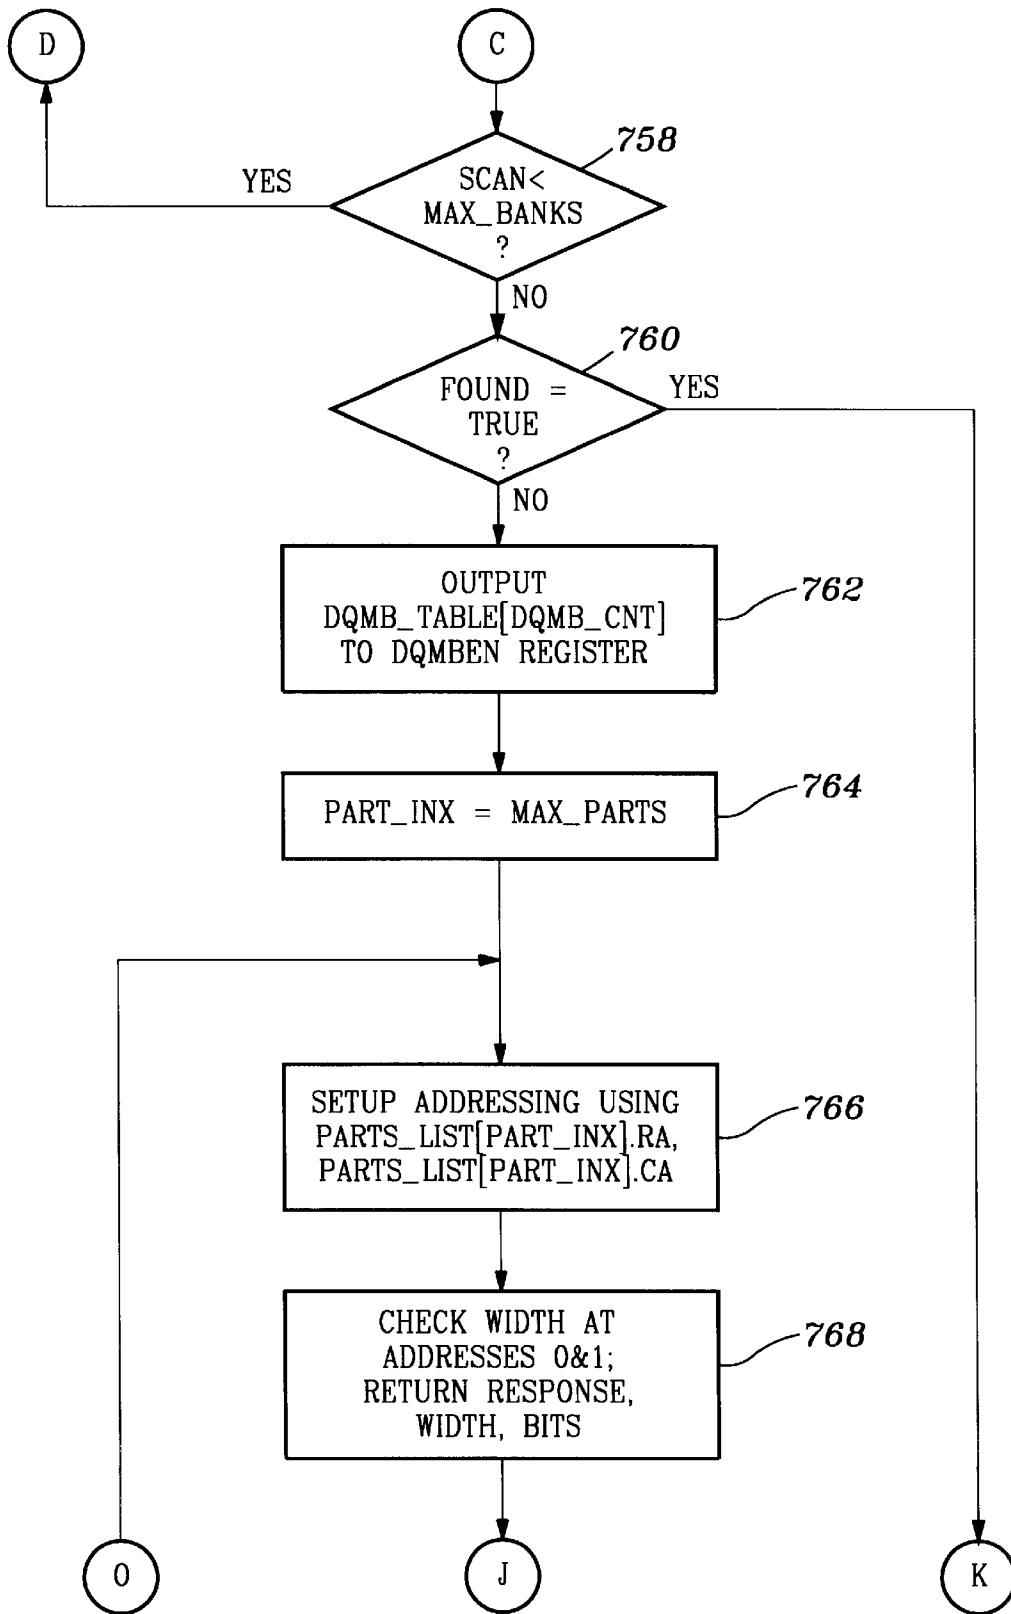 D
C
758
SCAN<
MAX_BANKS
?
YES
NO
760
FOUND =
TRUE
?
YES
NO
OUTPUT
DQMB_TABLE[DQMB_CNT]
TO DQMBEN REGISTER
762
PART_INX = MAX_PARTS
764
SETUP ADDRESSING USING
PARTS_LIST[PART_INX].RA,
PARTS_LIST[PART_INX].CA
766
CHECK WIDTH AT
ADDRESSES 0&1;
RETURN RESPONSE,
WIDTH, BITS
768
O
J
K